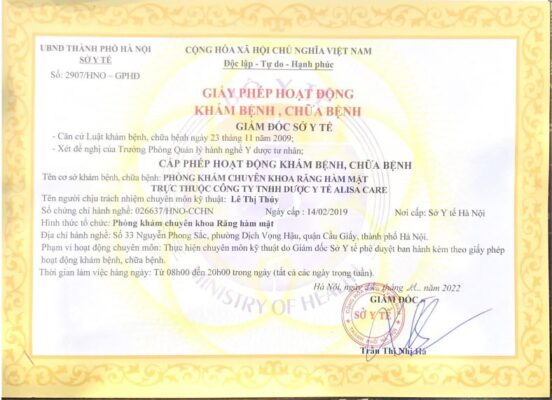 UBND THÀNH PHỐ HÀ NỘI
SỞ Y TẾ
Số: 2907/HNO – GPHĐ
CỘNG HÒA XÃ HỘI CHỦ NGHĨA VIỆT NAM
Độc lập - Tự do - Hạnh phúc
GIẤY PHÉP HOẠT ĐỘNG
KHÁM BỆNH , CHỮA BỆNH
GIÁM ĐỐC SỞ Y TẾ
- Căn cứ Luật khám bệnh, chữa bệnh ngày 23 tháng 11 năm 2009;
- Xét đề nghị của Trưởng Phòng Quản lý hành nghề Y dược tư nhân;
CẤP PHÉP HOẠT ĐỘNG KHÁM BỆNH, CHỮA BỆNH
Tên cơ sở khám bệnh, chữa bệnh: PHÒNG KHÁM CHUYÊN KHOA RĂNG HÀM MẶT
TRỰC THUỘC CÔNG TY TNHH DƯỢC Y TẾ ALISA CARE
Tên người chịu trách nhiệm chuyên môn kỹ thuật: Lê Thị Thúy
Số chứng chỉ hành nghề: 026637/HNO-CCHN Ngày cấp : 14/02/2019 Nơi cấp: Sở Y tế Hà Nội
Hình thức tổ chức: Phòng khám chuyên khoa Răng hàm mặt
Địa chỉ hành nghề: Số 33 Nguyễn Phong Sắc, phường Dịch Vọng Hậu, quận Cầu Giấy, thành phố Hà Nội.
Phạm vi hoạt động chuyên môn: Thực hiện chuyên môn kỹ thuật do Giám đốc Sở Y tế phê duyệt ban hành kèm theo giấy phép
hoạt động khám bệnh, chữa bệnh.
Thời gian làm việc hàng ngày: Từ 08h00 đến 20h00 trong ngày (tất cả các ngày trong tuần).
MINISTRY OF HEALTH
Hà Nội, ngày tháng năm 2022
GIÁM ĐỐC
SỞ Y TẾ
Trần Thị Nhị Hà